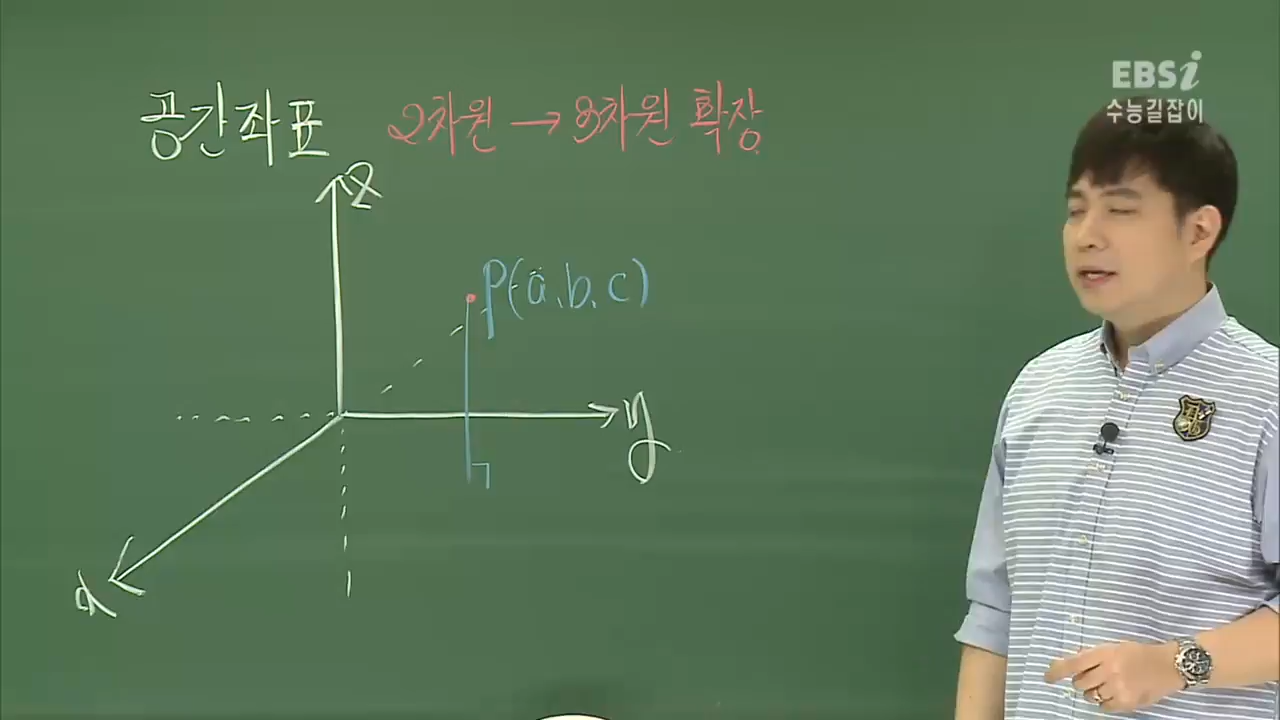 공간좌표 2차원 → 3차원 확장
EBSi
수능길잡이
z
P(a, b, c)
y
x